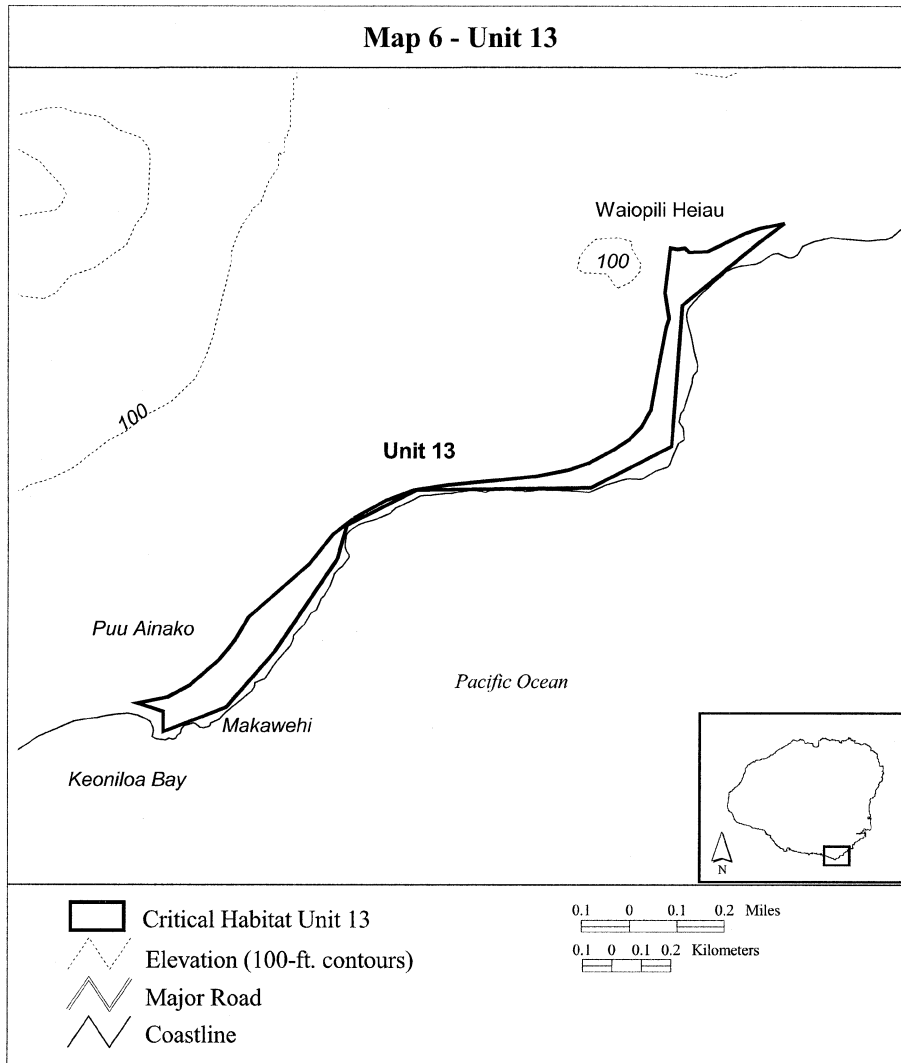 Map 6 - Unit 13
Waiopili Heiau
100
100
Unit 13
Puu Ainako
Pacific Ocean
Makawehi
Keoniloa Bay
N
Critical Habitat Unit 13
Elevation (100-ft. contours)
Major Road
Coastline
0.1 0 0.1 0.2 Miles
0.1 0 0.1 0.2 Kilometers